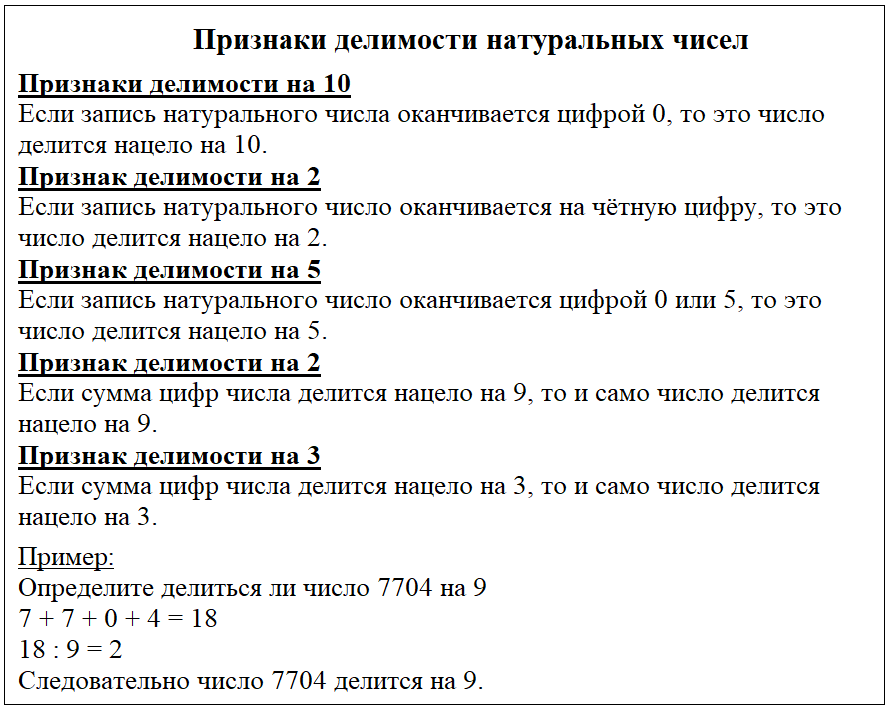 Признаки делимости натуральных чисел
Признаки делимости на 10
Если запись натурального числа оканчивается цифрой 0, то это число
делится нацело на 10.
Признак делимости на 2
Если запись натурального число оканчивается на чётную цифру, то это
число делится нацело на 2.
Признак делимости на 5
Если запись натурального число оканчивается цифрой 0 или 5, то это
число делится нацело на 5.
Признак делимости на 2
Если сумма цифр числа делится нацело на 9, то и само число делится
нацело на 9.
Признак делимости на 3
Если сумма цифр числа делится нацело на 3, то и само число делится
нацело на 3.
Пример:
Определите делиться ли число 7704 на 9
7 + 7 + 0 + 4 = 18
18 : 9 = 2
Следовательно число 7704 делится на 9.